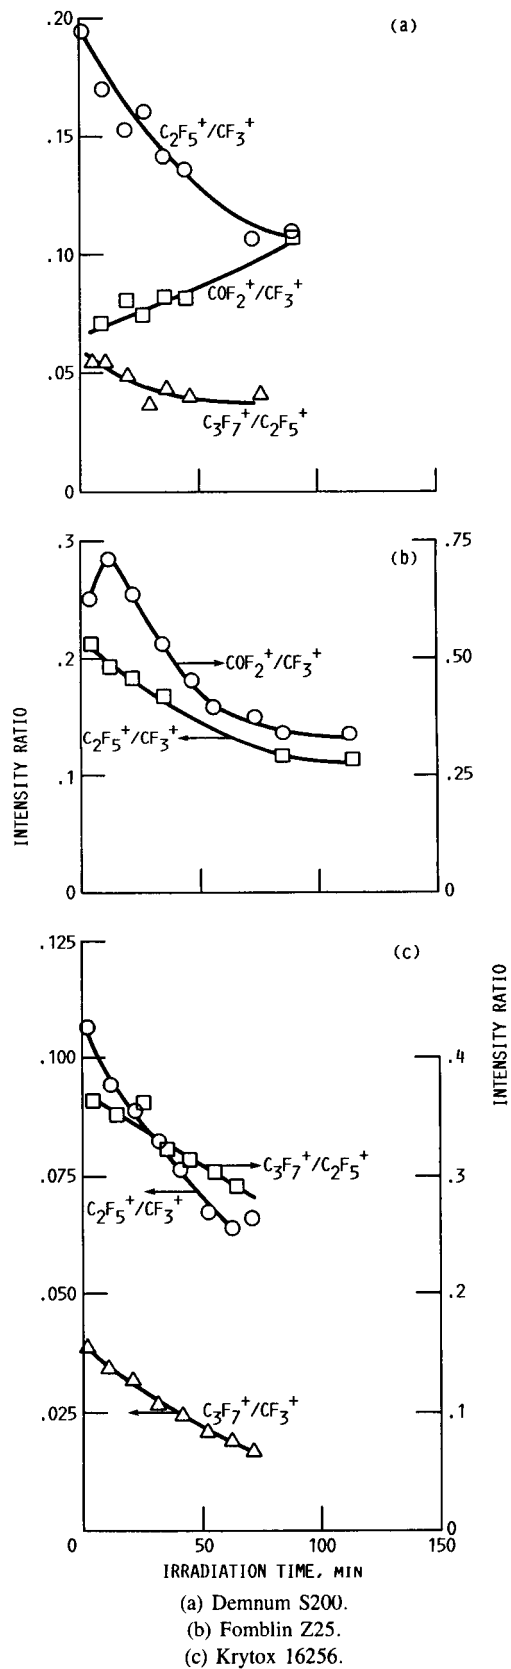 .20
(a)
C2F5+/CF3+
.15
.10
COF2+/CF3+
.05
C3F7+/C2F5+
0
.3
.75
(b)
COF2+/CF3+
.2
.50
C2F5+/CF3+
.1
.25
0
0
INTENSITY RATIO
.125
(c)
INTENSITY RATIO
.100
.4
C3F7+/C2F5+
.075
.3
C2F5+/CF3+
.050
.2
C3F7+/CF3+
.025
.1
0
0 50 100 150
IRRADIATION TIME, MIN
(a) Demnum S200.
(b) Fomblin Z25.
(c) Krytox 16256.